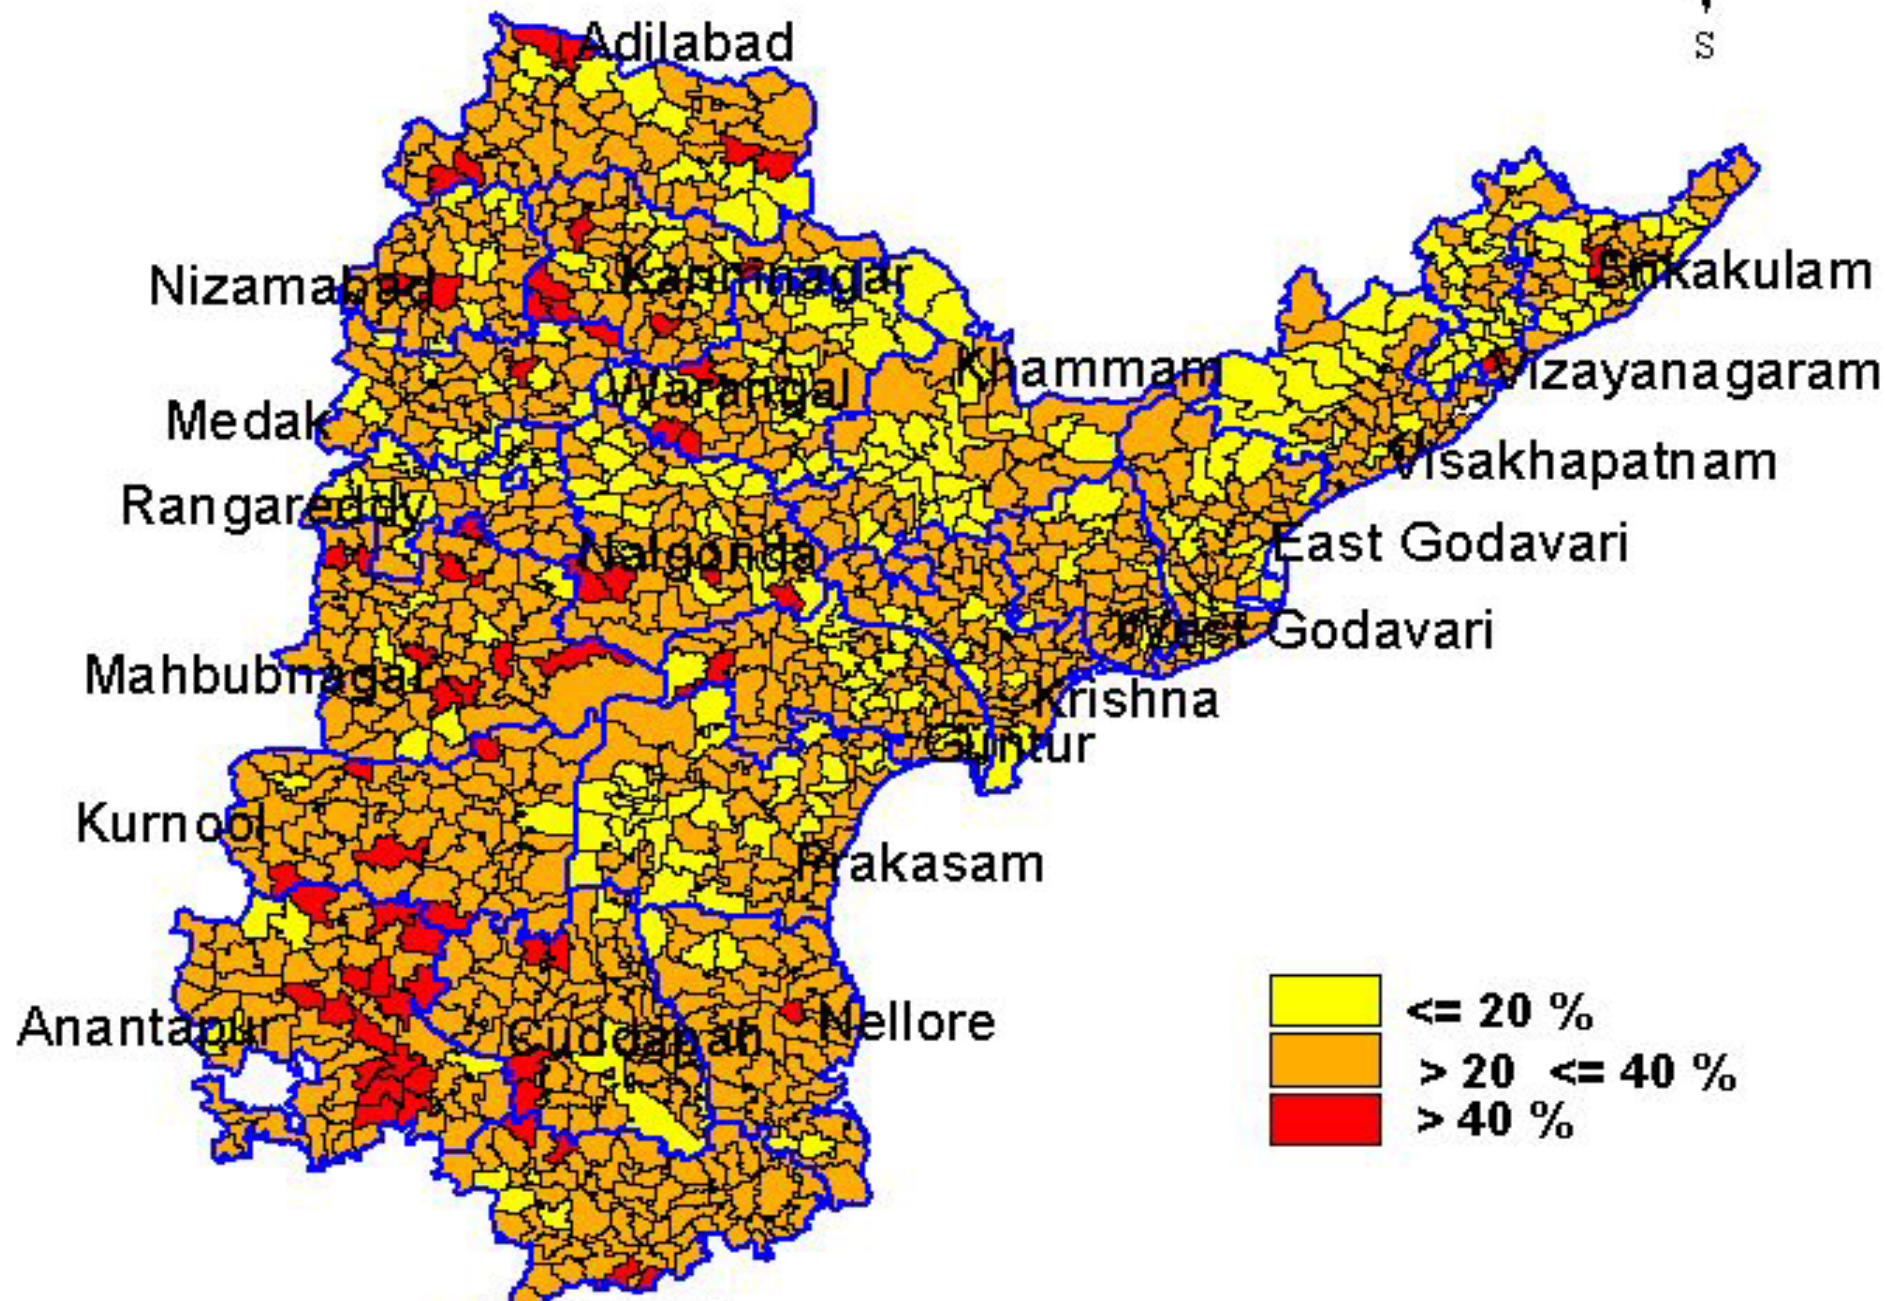 S
Adilabad
Nizamabad
Karimnagar
Srikakulam
Khammam
Warangal
Vizayanagaram
Medak
Visakhapatnam
Rangareddy
Nalgonda
East Godavari
West Godavari
Mahbubnagar
Krishna
Guntur
Kurnool
Prakasam
Anantapur
Cuddapah
Nellore
<= 20 %
> 20 <= 40 %
> 40 %